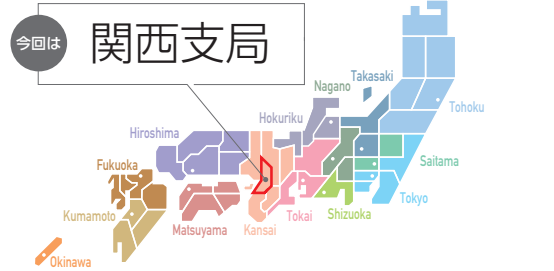 今回は
関西支局
Takasaki
Nagano
Tohoku
Hokuriku
Hiroshima
Saitama
Fukuoka
Tokyo
Kumamoto
Shizuoka
Tokai
Matsuyama
Kansai
Okinawa